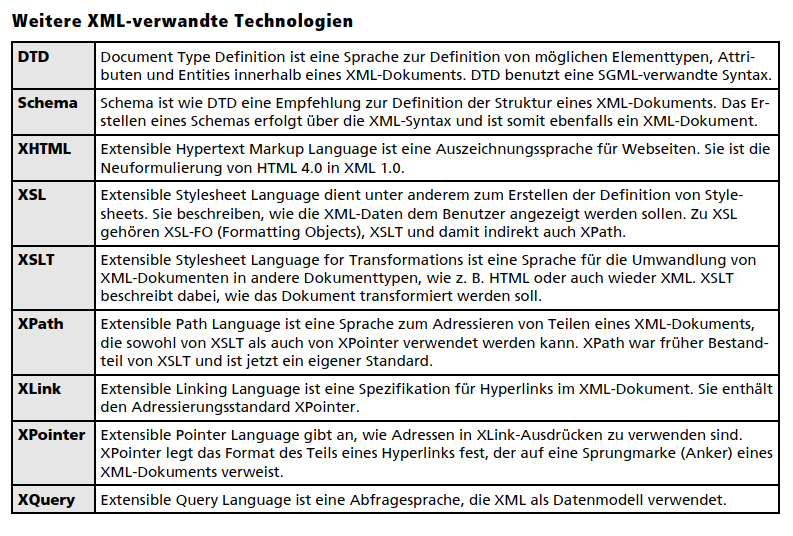 Weitere XML-verwandte Technologien
DTD
Document Type Definition ist eine Sprache zur Definition von möglichen Elementtypen, Attri-
buten und Entities innerhalb eines XML-Dokuments. DTD benutzt eine SGML-verwandte Syntax.
Schema
Schema ist wie DTD eine Empfehlung zur Definition der Struktur eines XML-Dokuments. Das Er-
stellen eines Schemas erfolgt über die XML-Syntax und ist somit ebenfalls ein XML-Dokument.
XHTML
Extensible Hypertext Markup Language ist eine Auszeichnungssprache für Webseiten. Sie ist die
Neuformulierung von HTML 4.0 in XML 1.0.
XSL
Extensible Stylesheet Language dient unter anderem zum Erstellen der Definition von Style-
sheets. Sie beschreiben, wie die XML-Daten dem Benutzer angezeigt werden sollen. Zu XSL
gehören XSL-FO (Formatting Objects), XSLT und damit indirekt auch XPath.
XSLT
Extensible Stylesheet Language for Transformations ist eine Sprache für die Umwandlung von
XML-Dokumenten in andere Dokumenttypen, wie z. B. HTML oder auch wieder XML. XSLT
beschreibt dabei, wie das Dokument transformiert werden soll.
XPath
Extensible Path Language ist eine Sprache zum Adressieren von Teilen eines XML-Dokuments,
die sowohl von XSLT als auch von XPointer verwendet werden kann. XPath war früher Bestand-
teil von XSLT und ist jetzt ein eigener Standard.
XLink
Extensible Linking Language ist eine Spezifikation für Hyperlinks im XML-Dokument. Sie enthält
den Adressierungsstandard XPointer.
XPointer
Extensible Pointer Language gibt an, wie Adressen in XLink-Ausdrücken zu verwenden sind.
XPointer legt das Format des Teils eines Hyperlinks fest, der auf eine Sprungmarke (Anker) eines
XML-Dokuments verweist.
XQuery
Extensible Query Language ist eine Abfragesprache, die XML als Datenmodell verwendet.